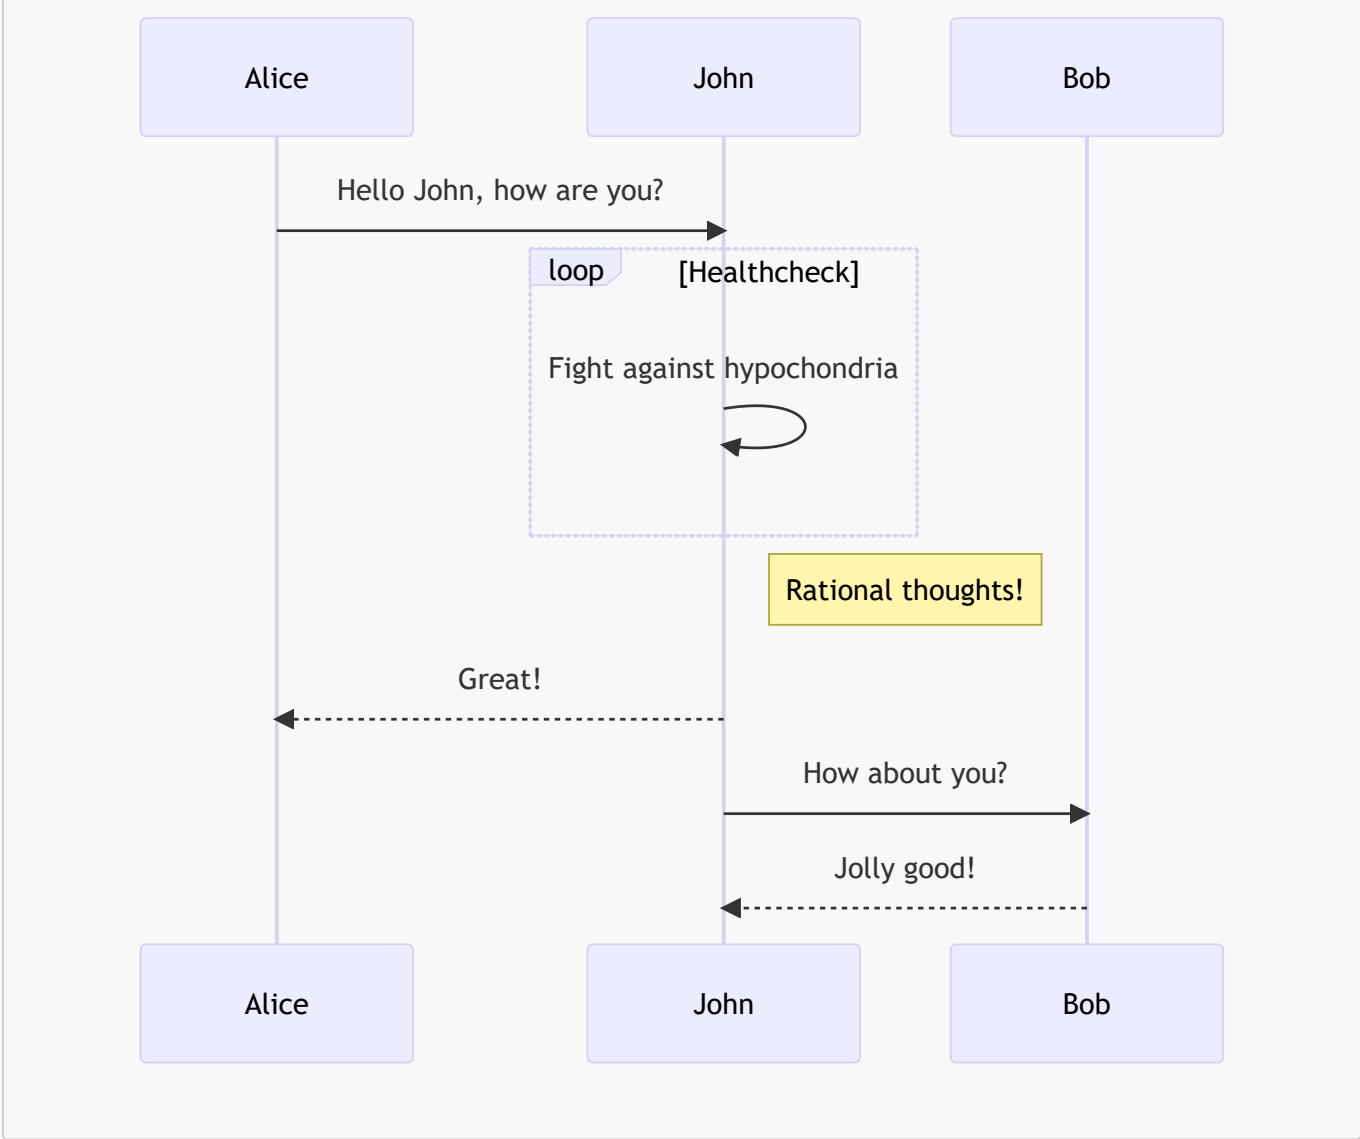 Alice
John
Bob
Hello John, how are you?
loop
[Healthcheck]
Fight against hypochondria
Rational thoughts!
Great!
How about you?
Jolly good!
Alice
John
Bob